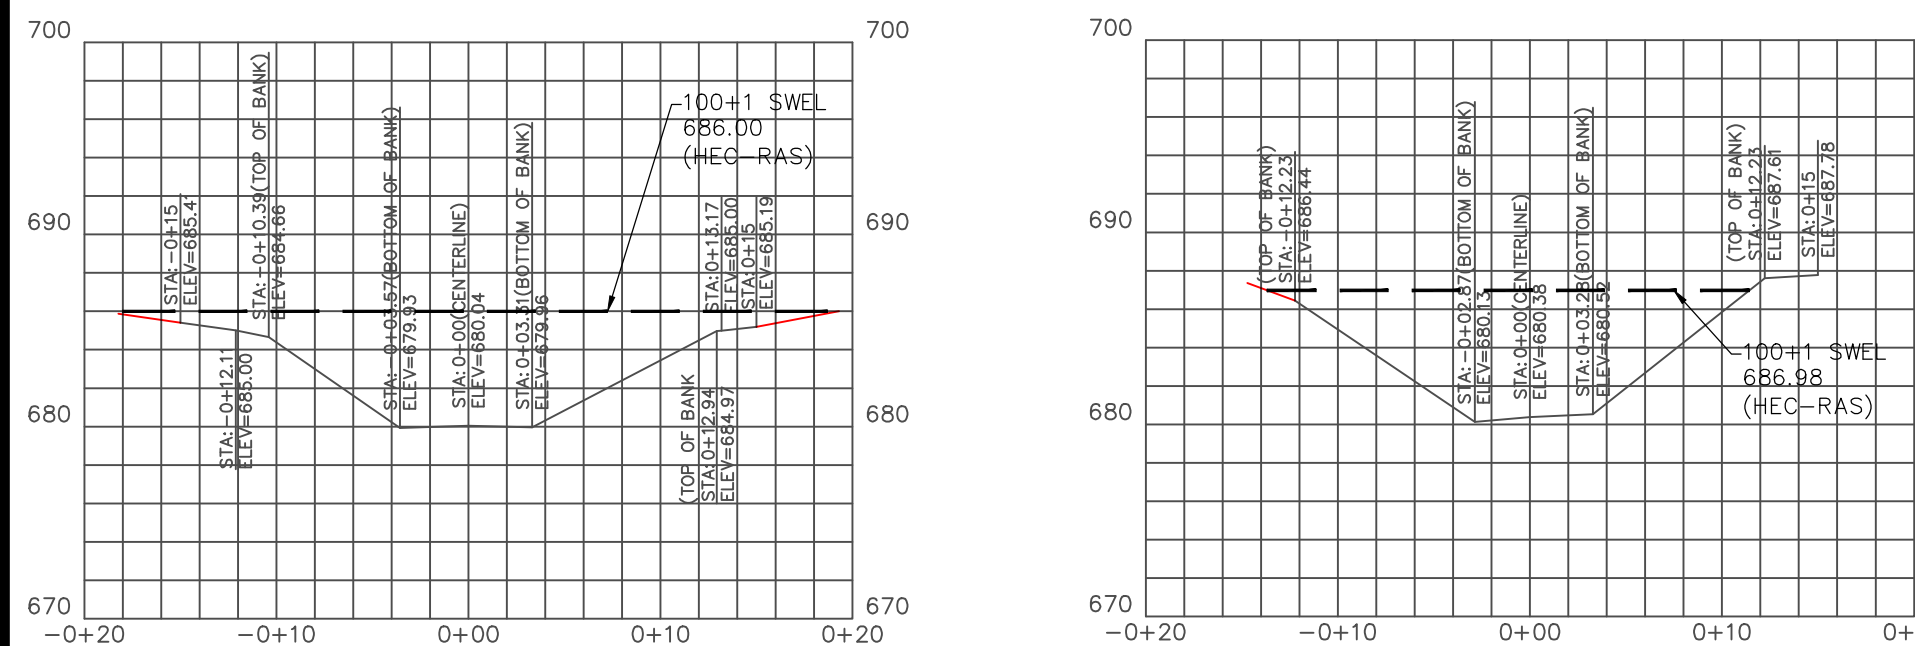 700
700
STA:-0+15
ELEV=685.4
STA:-0+10.39(TOP OF BANK)
ELEV=684.66
STA:-0+12.11
ELEV=685.00
STA:-0+03.57(BOTTOM OF BANK)
ELEV=679.93
STA:0+00(CENTERLINE)
ELEV=680.04
STA:0+03.31(BOTTOM OF BANK)
ELEV=679.96
100+1 SWEL
686.00
(HEC-RAS)
STA:0+13.17
ELEV=685.00
STA:0+15
ELEV=685.19
(TOP OF BANK
STA:0+12.94
ELEV=684.97
690
690
680
680
670
670
-0+20
-0+10
0+00
0+10
0+20
700
(TOP OF BANK)
STA:-0+12.23
ELEV=686.44
STA:-0+02.87(BOTTOM OF BANK)
ELEV=680.13
STA:0+00(CENTERLINE)
ELEV=680.38
STA:0+03.28(BOTTOM OF BANK)
ELEV=680.52
(TOP OF BANK)
STA:0+12.23
ELEV=687.61
STA:0+15
ELEV=687.78
100+1 SWEL
686.98
(HEC-RAS)
690
680
670
-0+20
-0+10
0+00
0+10
0+